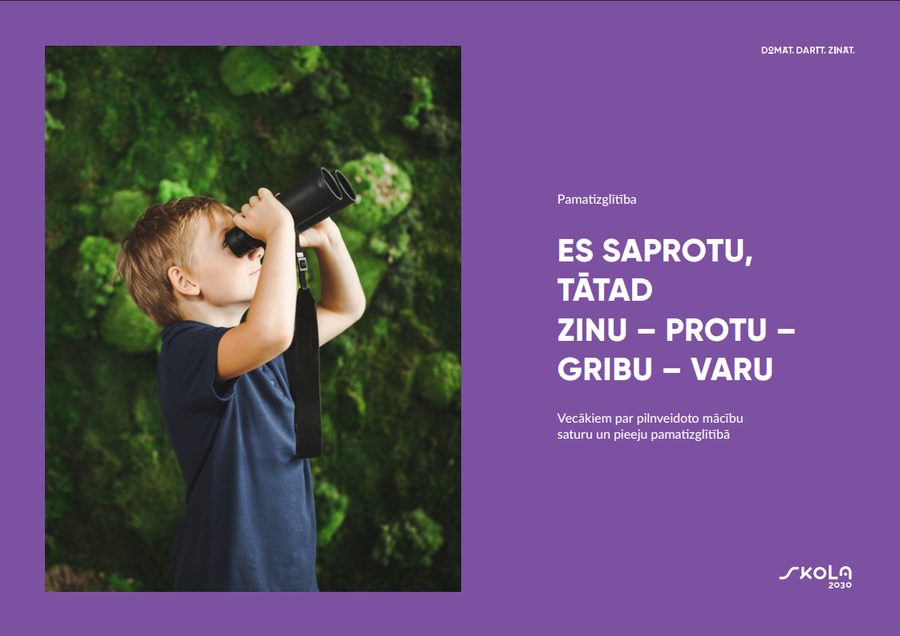 DOMĀT. DARĪT. ZINĀT.
Pamatizglītība
ES SAPROTU,
TĀTAD
ZINU – PROTU –
GRIBU – VARU
Vecākiem par pilnveidoto mācību
saturu un pieeju pamatizglītībā
SKOLA
2030